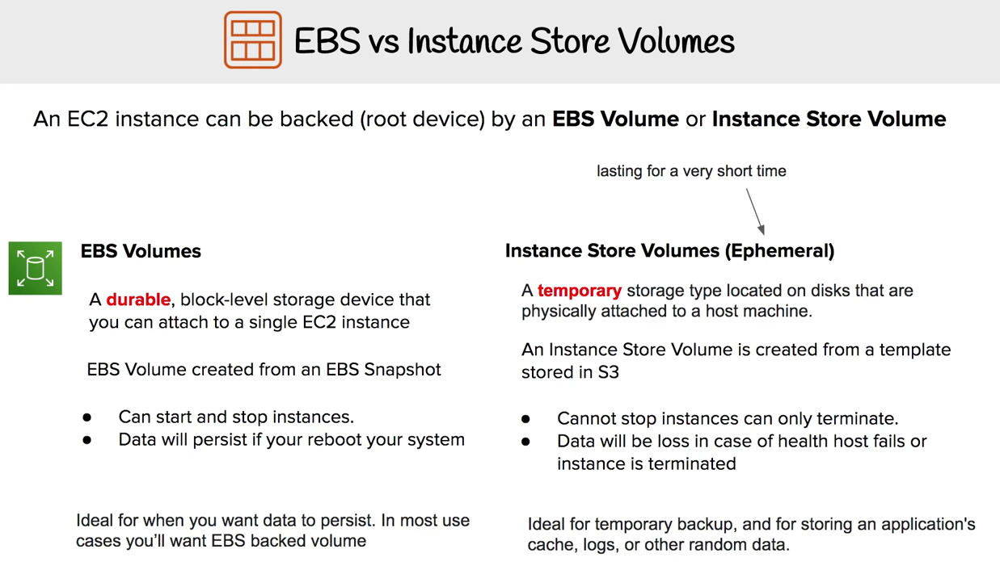 EBS vs Instance Store Volumes
An EC2 instance can be backed (root device) by an EBS Volume or Instance Store Volume
lasting for a very short time
EBS Volumes
A durable, block-level storage device that
you can attach to a single EC2 instance
EBS Volume created from an EBS Snapshot
● Can start and stop instances.
● Data will persist if your reboot your system
Ideal for when you want data to persist. In most use
cases you’ll want EBS backed volume
Instance Store Volumes (Ephemeral)
A temporary storage type located on disks that are
physically attached to a host machine.
An Instance Store Volume is created from a template
stored in S3
● Cannot stop instances can only terminate.
● Data will be loss in case of health host fails or
instance is terminated
Ideal for temporary backup, and for storing an application's
cache, logs, or other random data.